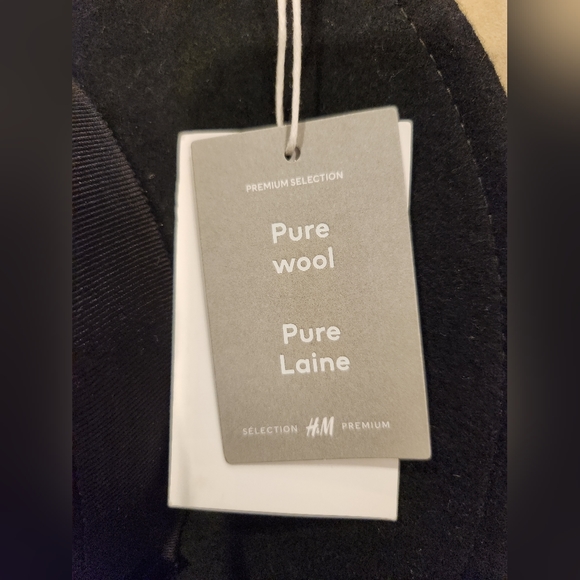 PREMIUM SELECTION
Pure
wool
Pure
Laine
SÉLECTION H&M PREMIUM